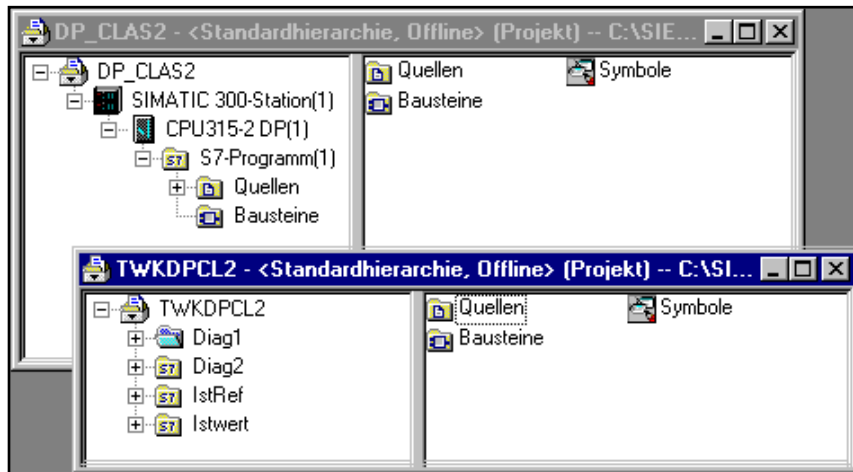 DP_CLAS2 - <Standardhierarchie, Offline> (Projekt) -- C:\SIE...
DP_CLAS2
SIMATIC 300-Station(1)
CPU315-2 DP(1)
S7-Programm(1)
Quellen
Bausteine
Quellen
Symbole
Bausteine
TWKDPCL2 - <Standardhierarchie, Offline> (Projekt) -- C:\SI...
TWKDPCL2
Diag1
Diag2
IstRef
Istwert
Quellen
Symbole
Bausteine